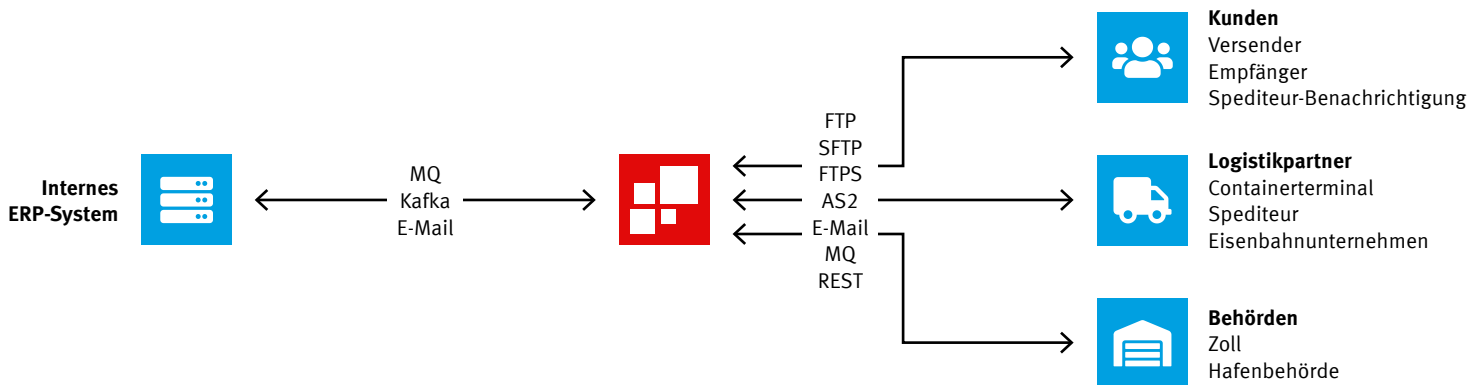 Internes
ERP-System
MQ
Kafka
E-Mail
FTP
SFTP
FTPS
AS2
E-Mail
MQ
REST
Kunden
Versender
Empfänger
Spediteur-Benachrichtigung
Logistikpartner
Containerterminal
Spediteur
Eisenbahnunternehmen
Behörden
Zoll
Hafenbehörde